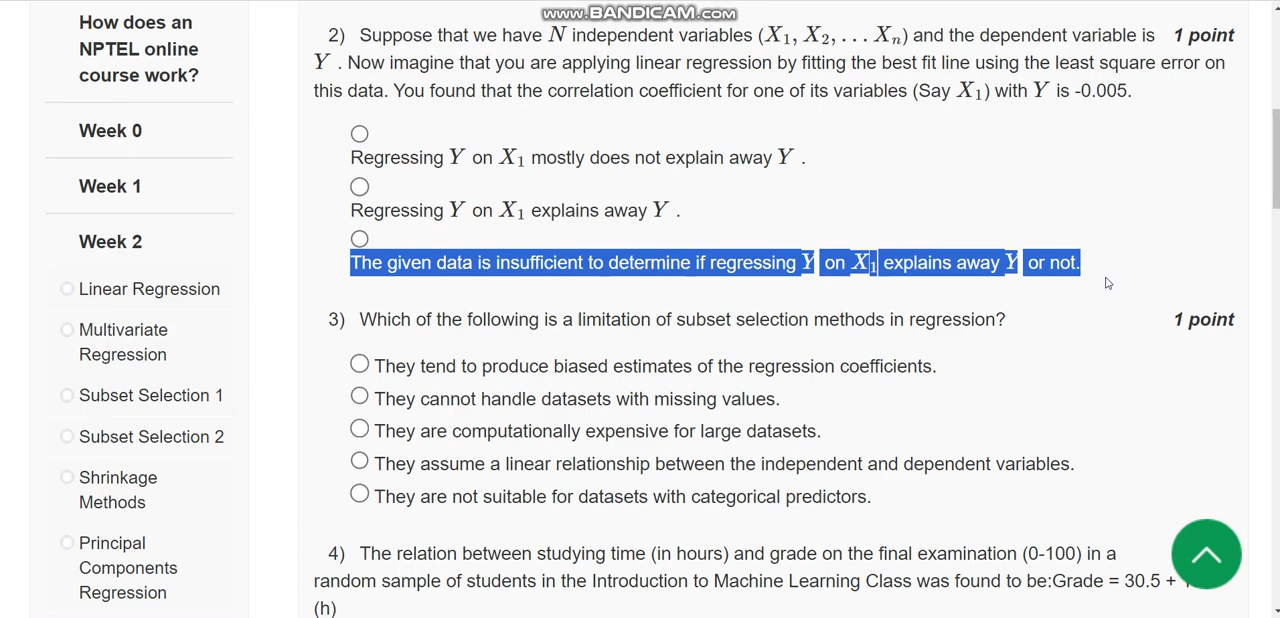 www.BANDICAM.com
How does an
NPTEL online
course work?
Week 0
Week 1
Week 2
Linear Regression
Multivariate
Regression
Subset Selection 1
Subset Selection 2
Shrinkage
Methods
Principal
Components
Regression
2) Suppose that we have N independent variables (X1, X2, . . . Xn) and the dependent variable is 1 point
Y . Now imagine that you are applying linear regression by fitting the best fit line using the least square error on
this data. You found that the correlation coefficient for one of its variables (Say X1) with Y is -0.005.
Regressing Y on X1 mostly does not explain away Y .
Regressing Y on X1 explains away Y .
The given data is insufficient to determine if regressing Y on X1 explains away Y or not.
3) Which of the following is a limitation of subset selection methods in regression? 1 point
They tend to produce biased estimates of the regression coefficients.
They cannot handle datasets with missing values.
They are computationally expensive for large datasets.
They assume a linear relationship between the independent and dependent variables.
They are not suitable for datasets with categorical predictors.
4) The relation between studying time (in hours) and grade on the final examination (0-100) in a
random sample of students in the Introduction to Machine Learning Class was found to be:Grade = 30.5 +
(h)